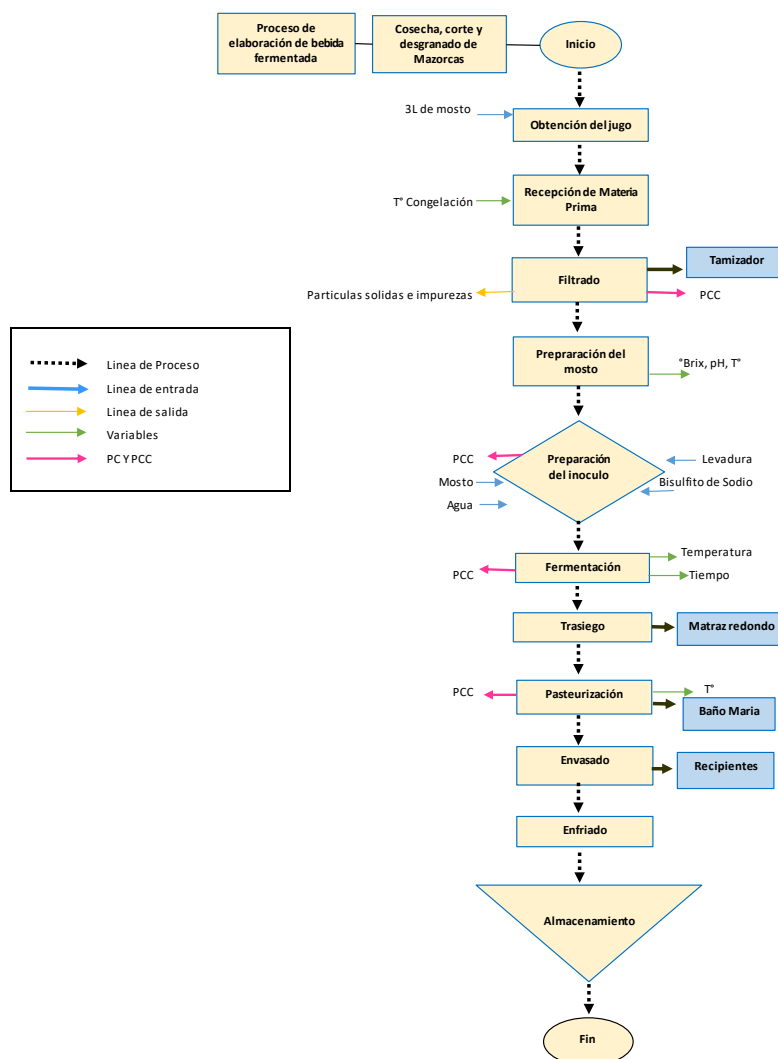 Proceso de
elaboración de bebida
fermentada
Cosecha, corte y
desgranado de
Mazorcas
Inicio
3L de mosto
Obtención del jugo
T° Congelación
Recepción de Materia
Prima
Tamizador
Filtrado
Particulas solidas e impurezas
PCC
Linea de Proceso
Linea de entrada
Linea de salida
Variables
PC Y PCC
Prepraración del
mosto
°Brix, pH, T°
PCC
Mosto
Agua
Preparación
del inoculo
Levadura
Bisulfito de Sodio
PCC
Fermentación
Temperatura
Tiempo
Trasiego
Matraz redondo
PCC
Pasteurización
T°
Baño Maria
Envasado
Recipientes
Enfriado
Almacenamiento
Fin